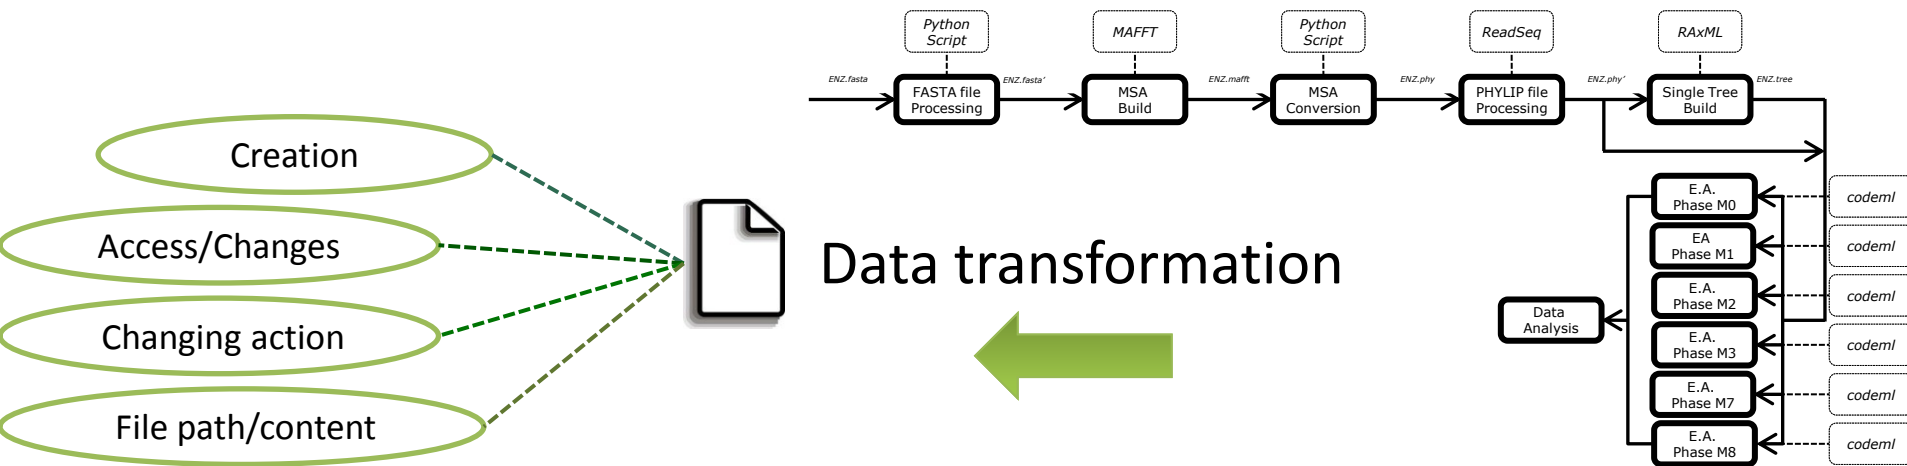 Python
Script
MAFFT
Python
Script
ReadSeq
RAxML
ENZ.fasta
FASTA file
Processing
ENZ.fasta'
MSA
Build
ENZ.mafft
MSA
Conversion
ENZ.phy
PHYLIP file
Processing
ENZ.phy'
Single Tree
Build
ENZ.tree
Creation
Access/Changes
Changing action
File path/content
Data transformation
E.A.
Phase M0
codeml
EA
Phase M1
codeml
E.A.
Phase M2
codeml
Data
Analysis
E.A.
Phase M3
codeml
E.A.
Phase M7
codeml
E.A.
Phase M8
codeml